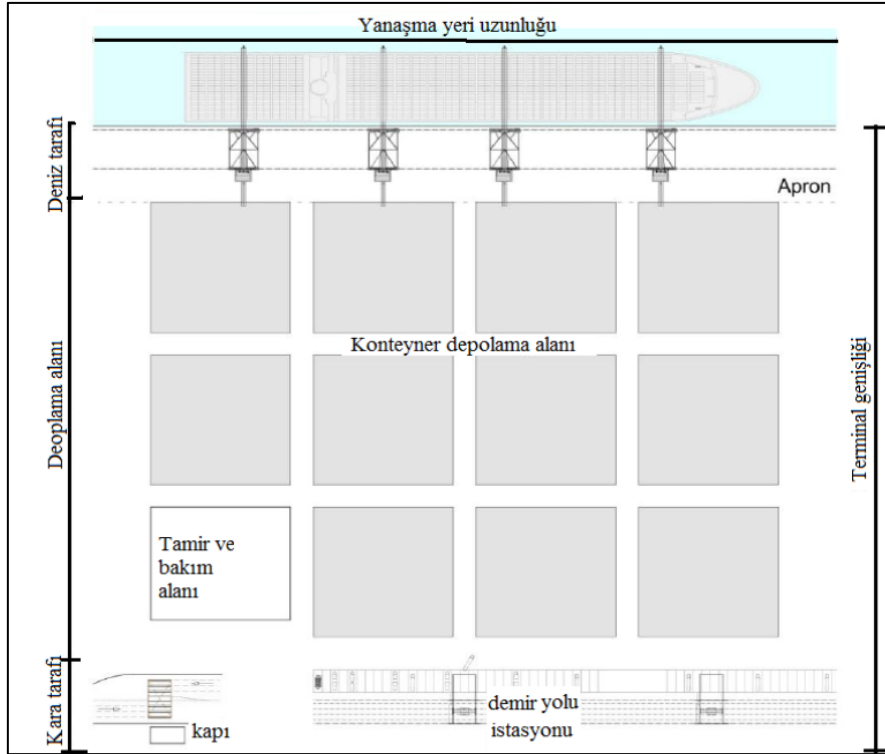 Yanaşma yeri uzunluğu
Deniz tarafı
Apron
Konteyner depolama alanı
Deoplama alanı
Terminal genişliği
Tamir ve
bakım
alanı
Kara tarafı
kapı
demir yolu
istasyonu